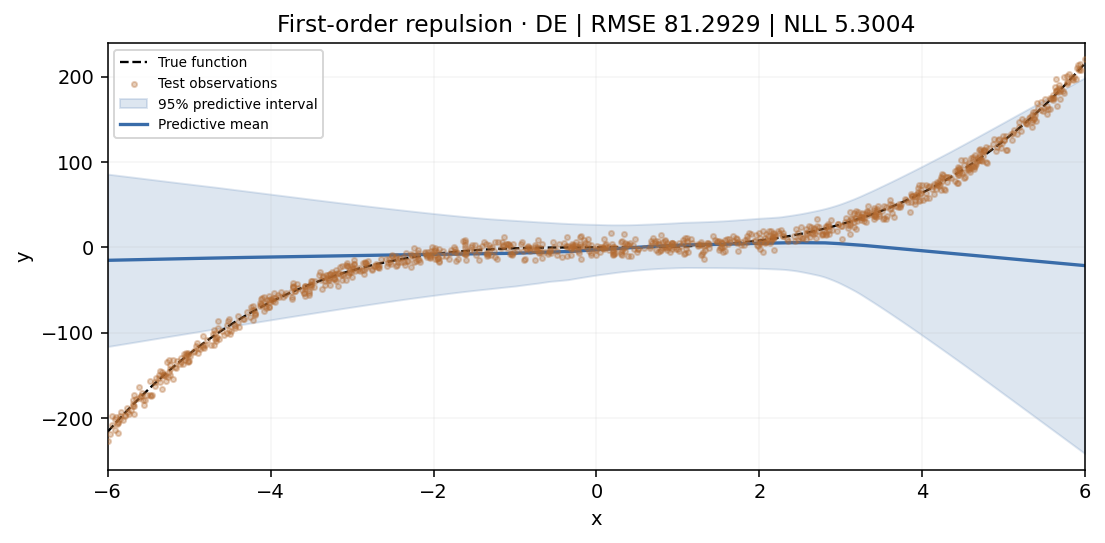 First-order repulsion · DE | RMSE 81.2929 | NLL 5.3004
True function
Test observations
95% predictive interval
Predictive mean
200
100
0
−100
−200
y
−6
−4
−2
0
2
4
6
x